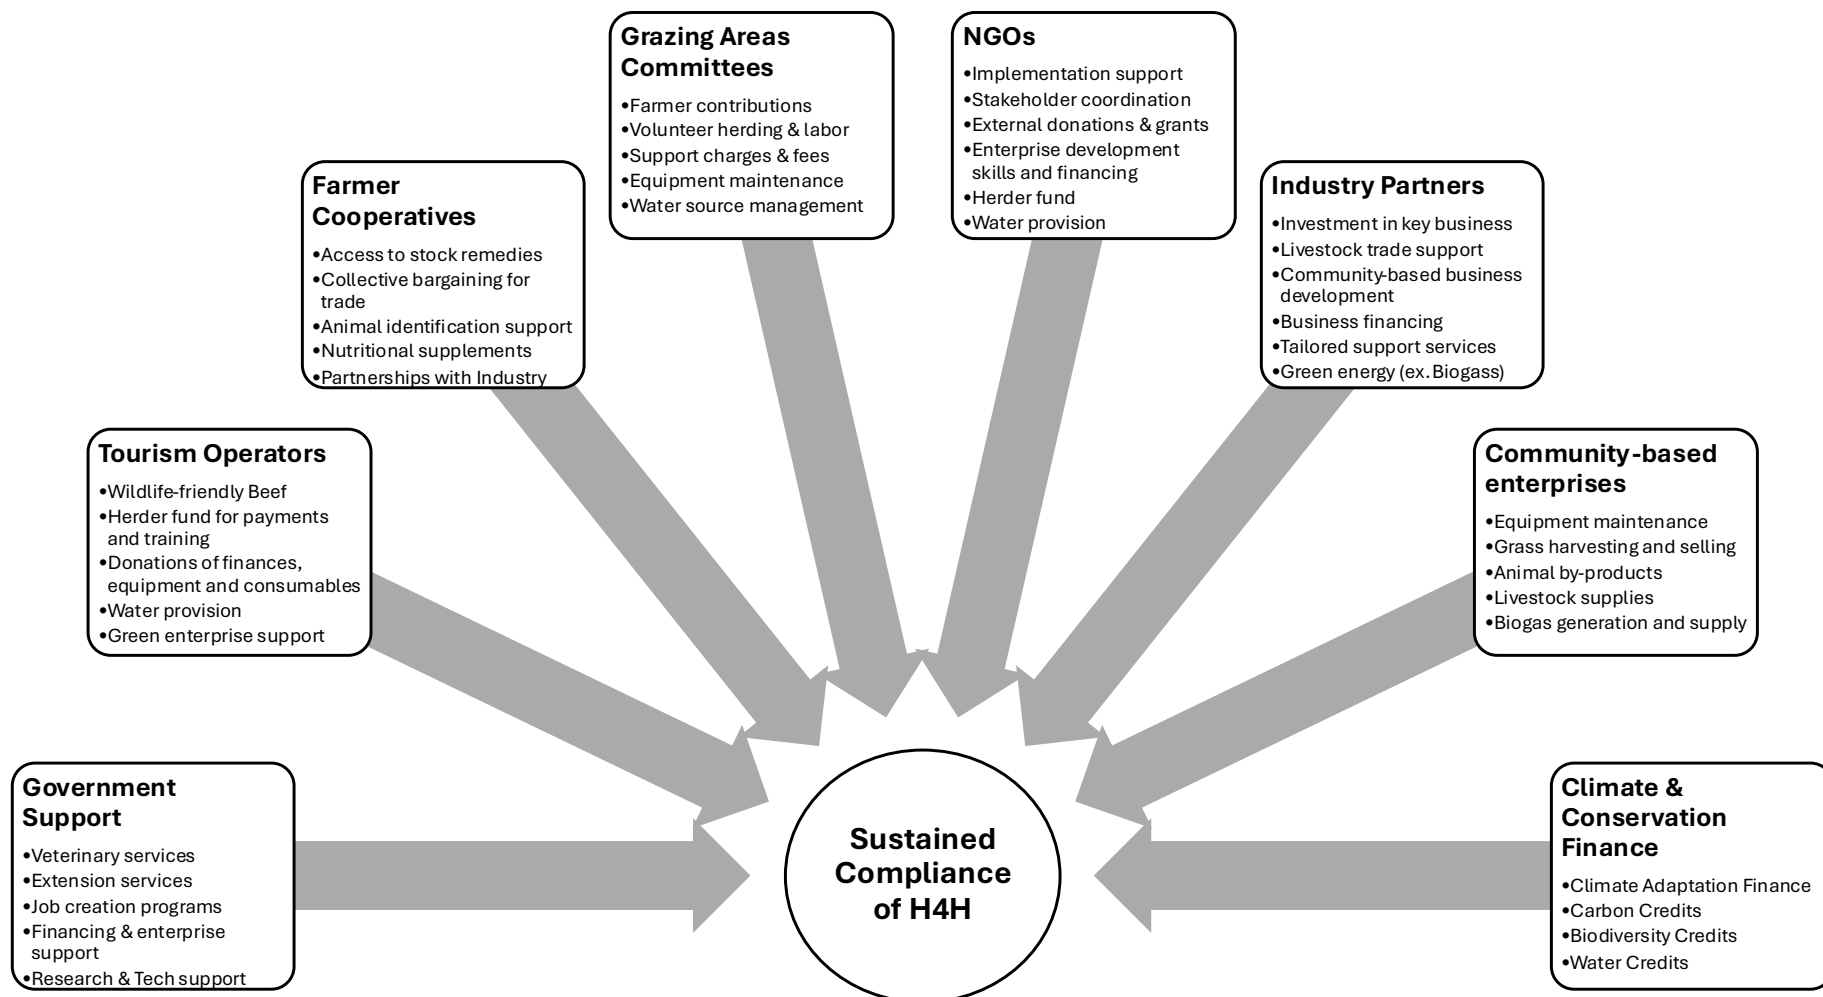 Grazing Areas
Committees
•Farmer contributions
•Volunteer herding & labor
•Support charges & fees
•Equipment maintenance
•Water source management
NGOs
•Implementation support
•Stakeholder coordination
•External donations & grants
•Enterprise development
skills and financing
•Herder fund
•Water provision
Farmer
Cooperatives
•Access to stock remedies
•Collective bargaining for
trade
•Animal identification support
•Nutritional supplements
•Partnerships with Industry
Industry Partners
•Investment in key business
•Livestock trade support
•Community-based business
development
•Business financing
•Tailored support services
•Green energy (ex. Biogass)
Tourism Operators
•Wildlife-friendly Beef
•Herder fund for payments
and training
•Donations of finances,
equipment and consumables
•Water provision
•Green enterprise support
Community-based
enterprises
•Equipment maintenance
•Grass harvesting and selling
•Animal by-products
•Livestock supplies
•Biogas generation and supply
Government
Support
•Veterinary services
•Extension services
•Job creation programs
•Financing & enterprise
support
•Research & Tech support
Sustained
Compliance
of H4H
Climate &
Conservation
Finance
•Climate Adaptation Finance
•Carbon Credits
•Biodiversity Credits
•Water Credits